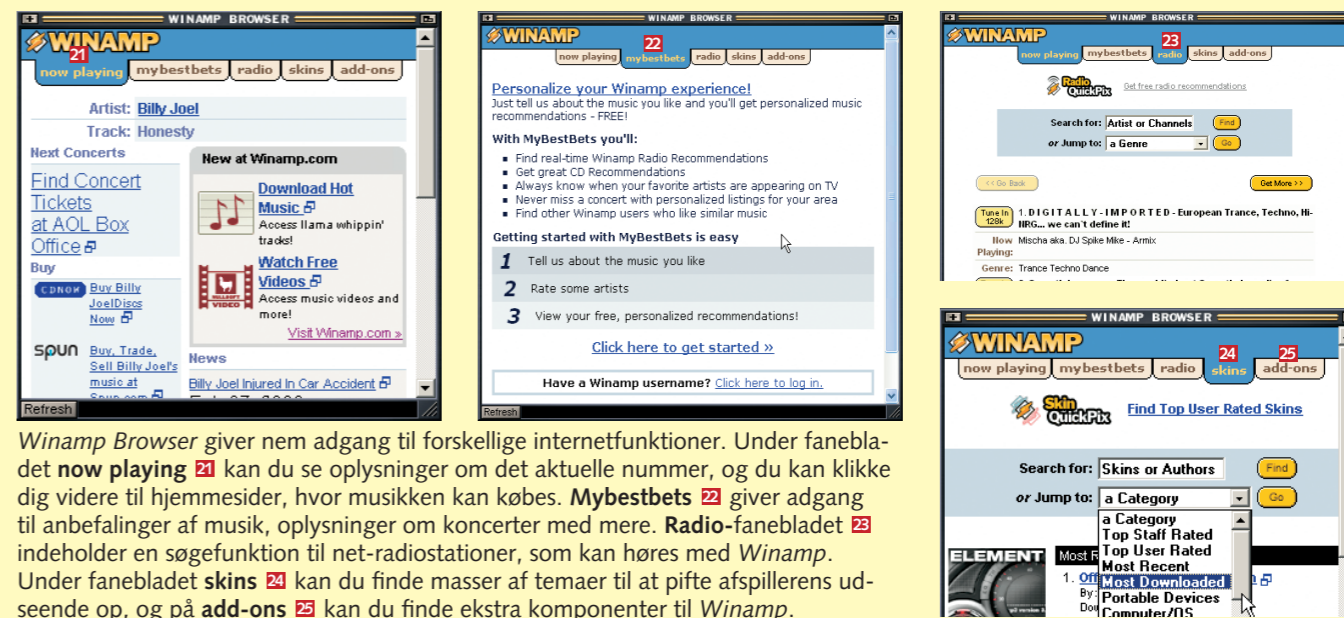 WINAMP BROWSER
WINAMP
21
now playing mybestbets radio skins add-ons
Artist: Billy Joel
Track: Honesty
Next Concerts
Find Concert
Tickets
at AOL Box
Office
Buy
CDNOW Buy Billy
JoelDiscs
Now
spun Buy, Trade,
Sell Billy Joel's
music at
Spun.com
New at Winamp.com
Download Hot
Music
Access llama whippin'
tracks!
Watch Free
Videos
Access music videos and
more!
VIDEO
Visit Winamp.com »
News
Billy Joel Injured In Car Accident
Refresh
WINAMP BROWSER
WINAMP
22
now playing mybestbets radio skins add-ons
Personalize your Winamp experience!
Just tell us about the music you like and you'll get personalized music
recommendations - FREE!
With MyBestBets you'll:
Find real-time Winamp Radio Recommendations
Get great CD Recommendations
Always know when your favorite artists are appearing on TV
Never miss a concert with personalized listings for your area
Find other Winamp users who like similar music
Getting started with MyBestBets is easy
1 Tell us about the music you like
2 Rate some artists
3 View your free, personalized recommendations!
Click here to get started »
Have a Winamp username? Click here to log in.
Refresh
WINAMP BROWSER
WINAMP
23
now playing mybestbets radio skins add-ons
Radio
QuickPix Get free radio recommendations
Search for: Artist or Channels Find
or Jump to: a Genre Go
<< Go Back Get More >>
Tune In
128k
1. D I G I T A L L Y - I M P O R T E D - European Trance, Techno, Hi-
NRG... we can't define it!
Now
Playing:
Mischa aka. DJ Spike Mike - Armix
Genre: Trance Techno Dance
WINAMP BROWSER
WINAMP
24 25
now playing mybestbets radio skins add-ons
Skin
QuickPix Find Top User Rated Skins
Search for: Skins or Authors Find
or Jump to: a Category Go
a Category
Top Staff Rated
Top User Rated
Most Recent
Most Downloaded
Portable Devices
Computer/OS
ELEMENT Most R
1. Off
By:
Dow
Winamp Browser giver nem adgang til forskellige internetfunktioner. Under fanebla-
det now playing 21 kan du se oplysninger om det aktuelle nummer, og du kan klikke
dig videre til hjemmesider, hvor musikken kan købes. Mybestbets 22 giver adgang
til anbefalinger af musik, oplysninger om koncerter med mere. Radio-fanebladet 23
indeholder en søgefunktion til net-radiostationer, som kan høres med Winamp.
Under fanebladet skins 24 kan du finde masser af temaer til at pifte afspillerens ud-
seende op, og på add-ons 25 kan du finde ekstra komponenter til Winamp.